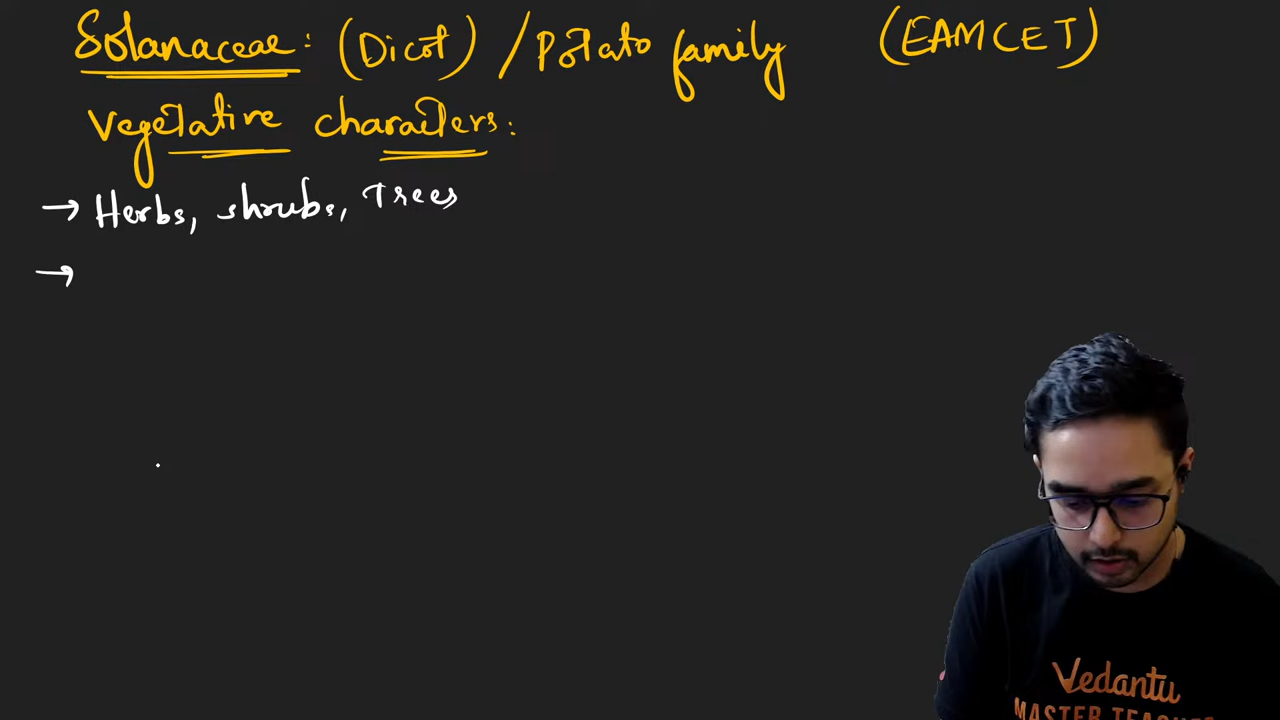 Solanaceae: (Dicot) / Potato family (EAMCET)
Vegetative characters:
→ Herbs, shrubs, Trees
→
Vedantu
MASTER TEACHER